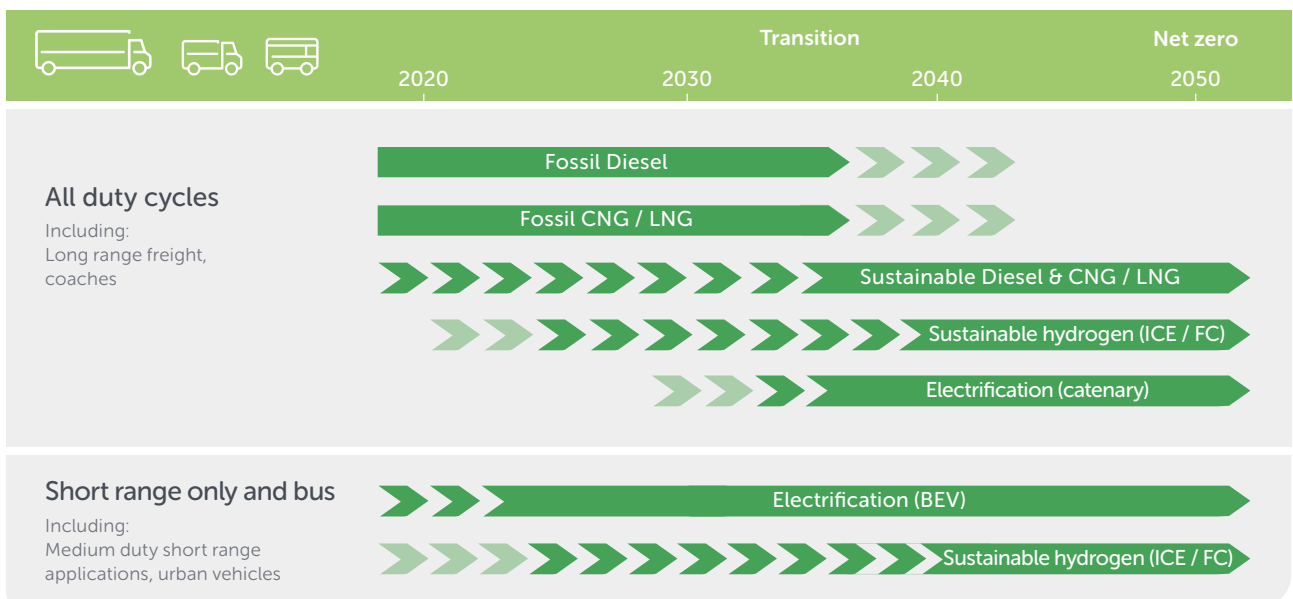 Transition
Net zero
2020
2030
2040
2050
All duty cycles
Including:
Long range freight,
coaches
Fossil Diesel
Fossil CNG / LNG
Sustainable Diesel & CNG / LNG
Sustainable hydrogen (ICE / FC)
Electrification (catenary)
Short range only and bus
Including:
Medium duty short range
applications, urban vehicles
Electrification (BEV)
Sustainable hydrogen (ICE / FC)